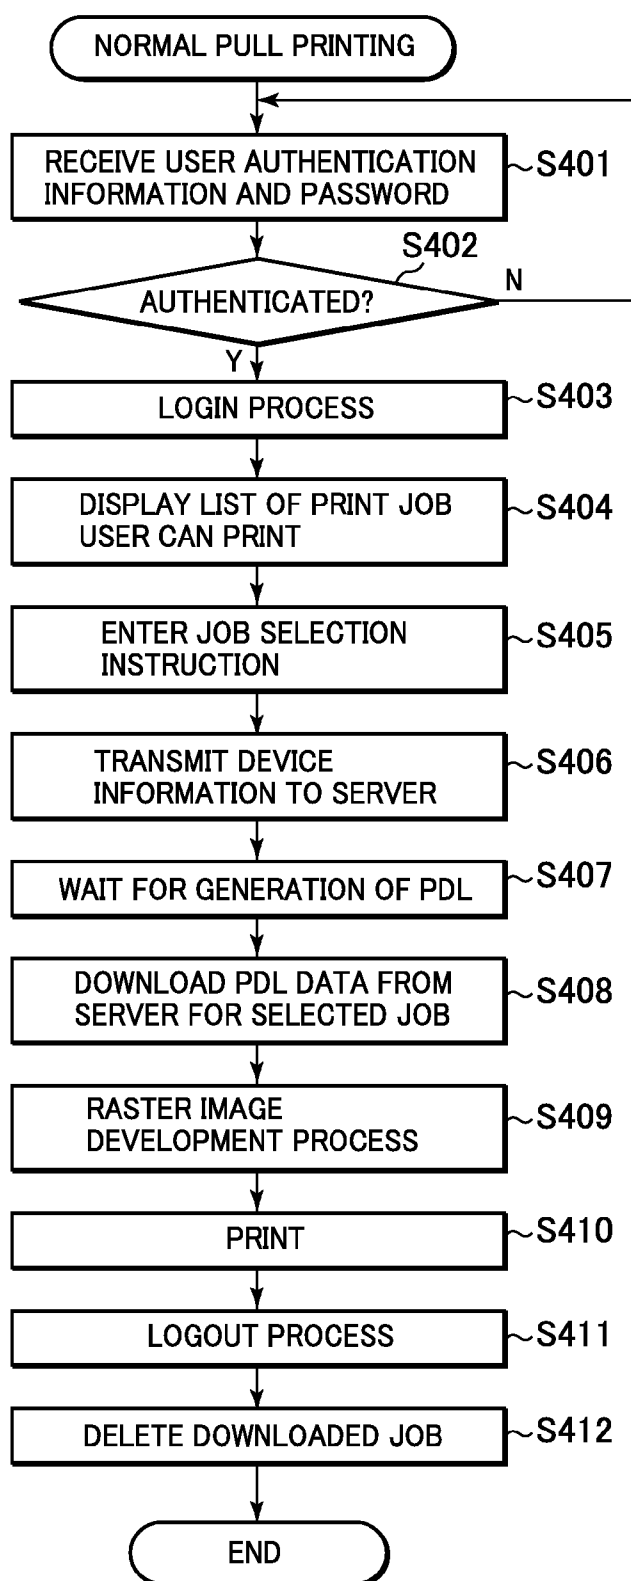 NORMAL PULL PRINTING
RECEIVE USER AUTHENTICATION
INFORMATION AND PASSWORD
S401
S402
AUTHENTICATED?
N
Y
LOGIN PROCESS
S403
DISPLAY LIST OF PRINT JOB
USER CAN PRINT
S404
ENTER JOB SELECTION
INSTRUCTION
S405
TRANSMIT DEVICE
INFORMATION TO SERVER
S406
WAIT FOR GENERATION OF PDL
S407
DOWNLOAD PDL DATA FROM
SERVER FOR SELECTED JOB
S408
RASTER IMAGE
DEVELOPMENT PROCESS
S409
PRINT
S410
LOGOUT PROCESS
S411
DELETE DOWNLOADED JOB
S412
END